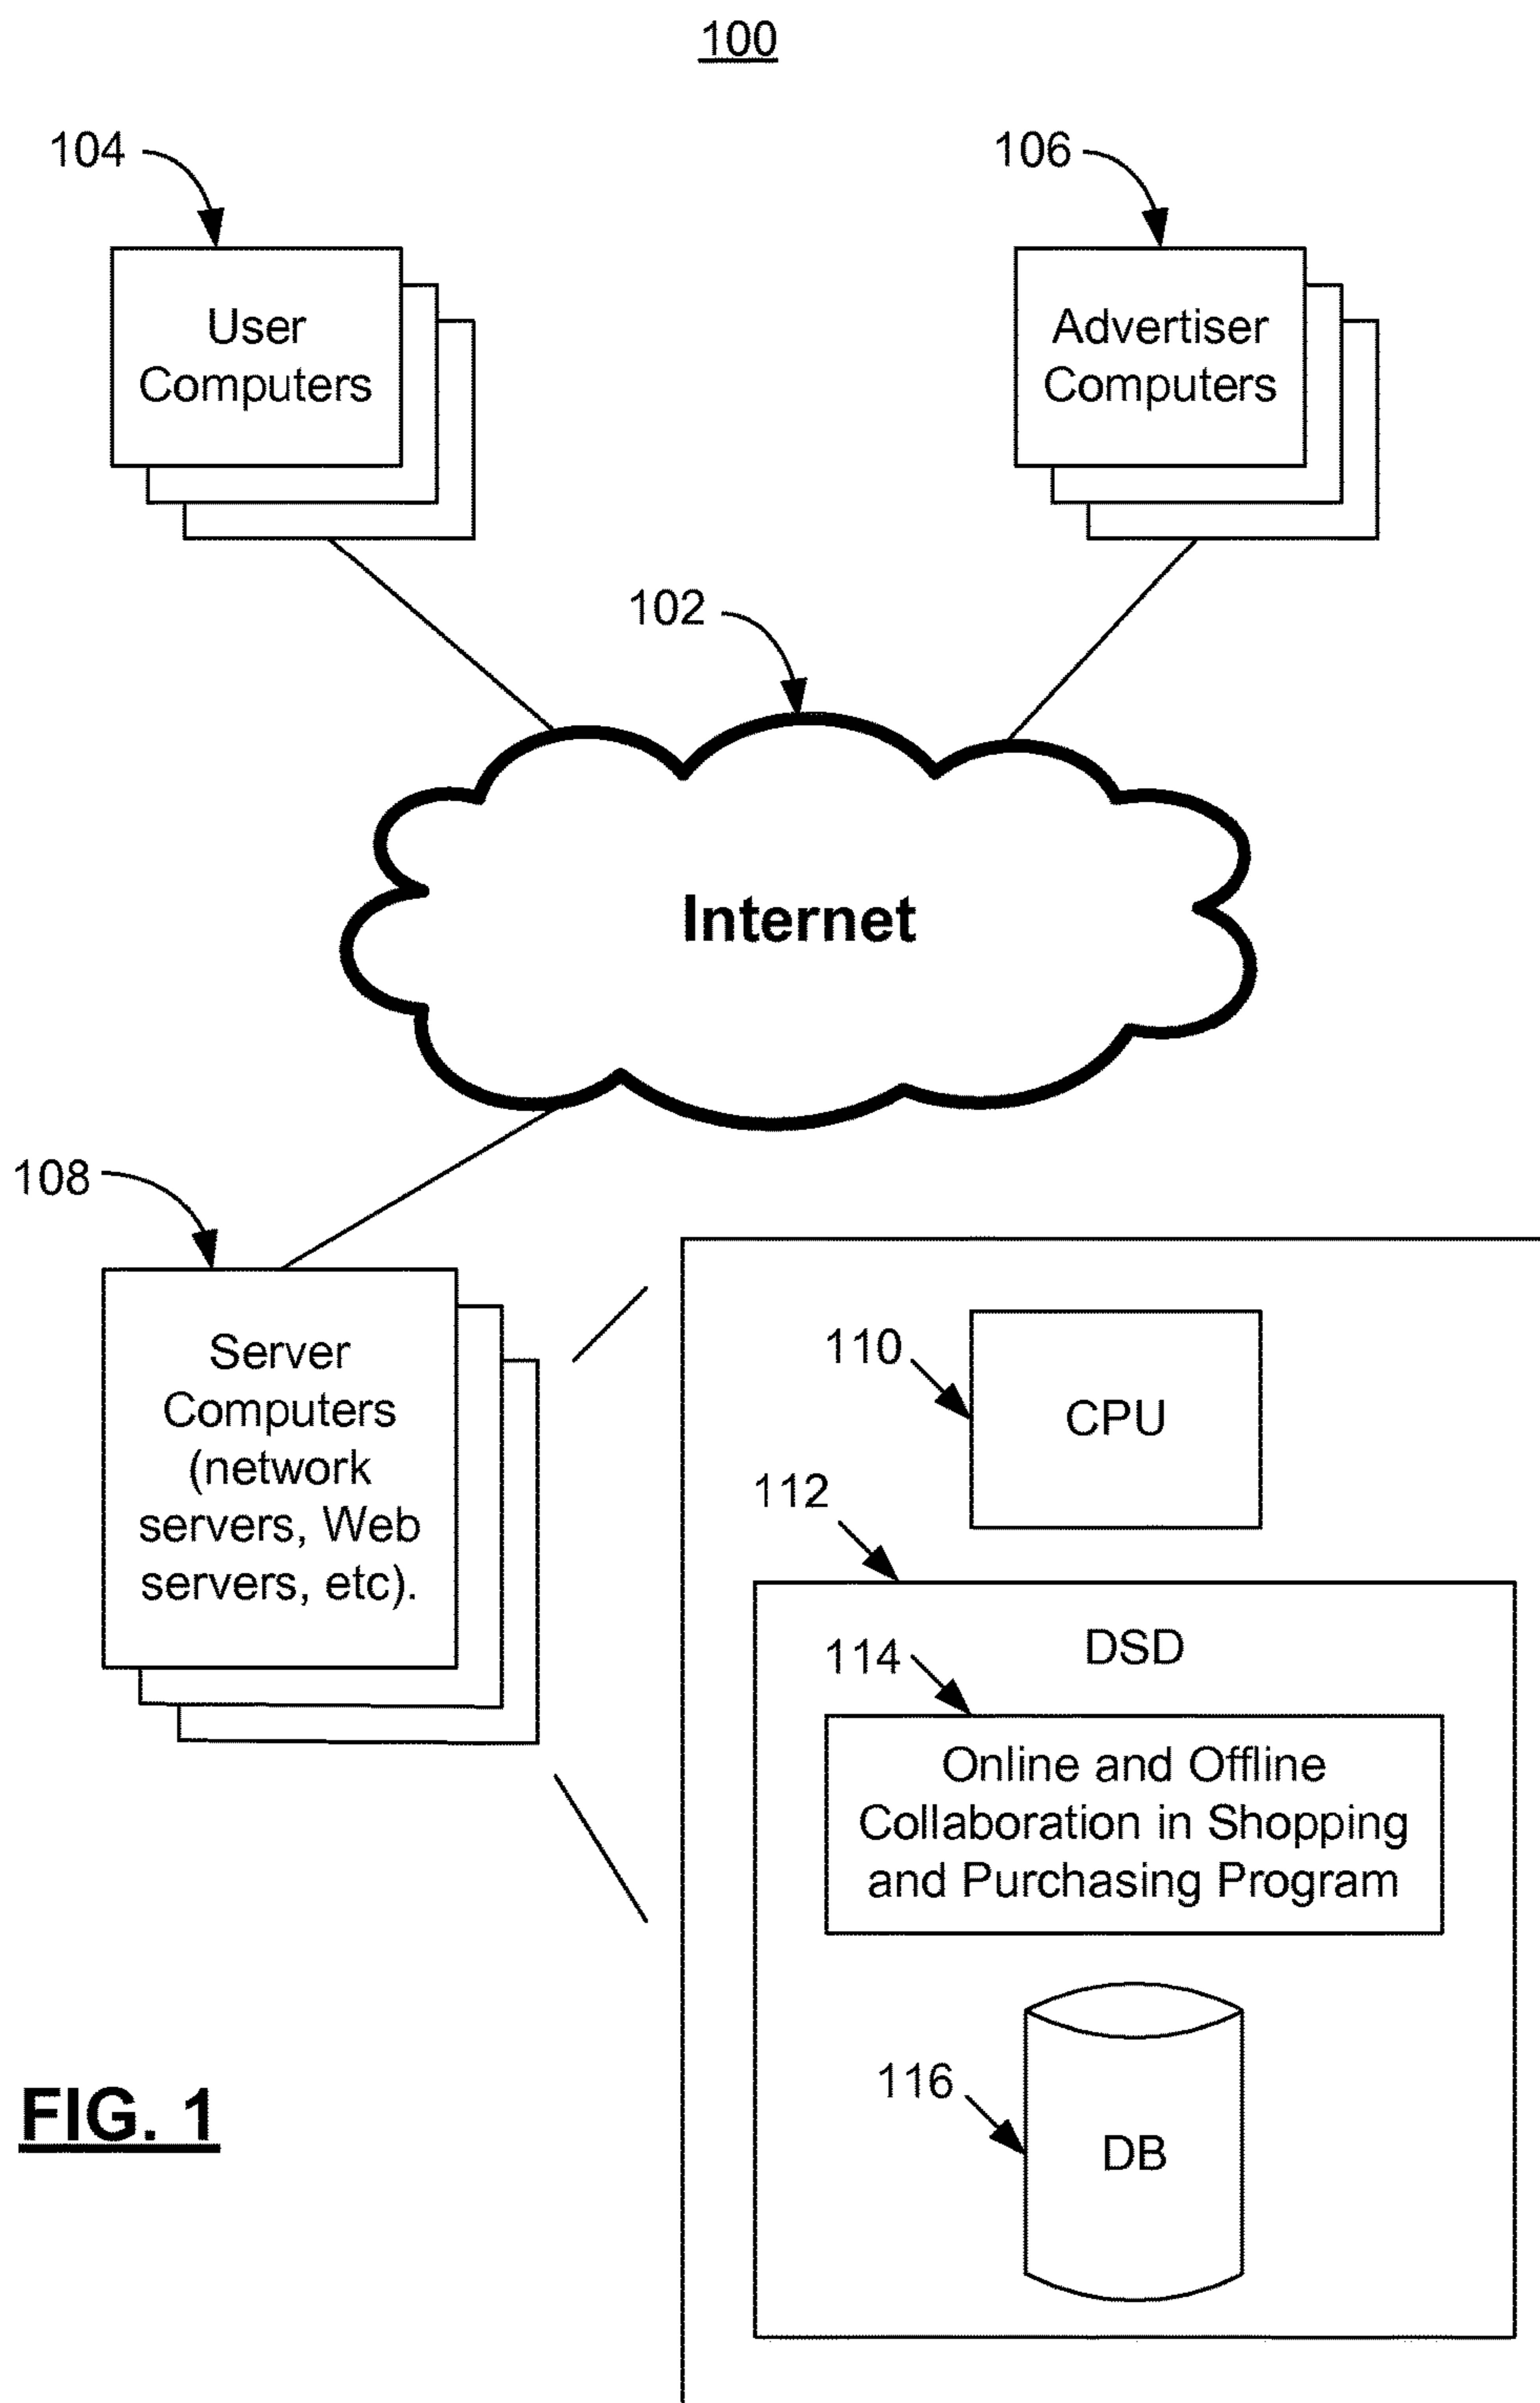 100
104
106
User
Computers
Advertiser
Computers
102
Internet
108
Server
Computers
(network
servers, Web
servers, etc).
110
CPU
112
DSD
114
Online and Offline
Collaboration in Shopping
and Purchasing Program
116
DB
FIG. 1